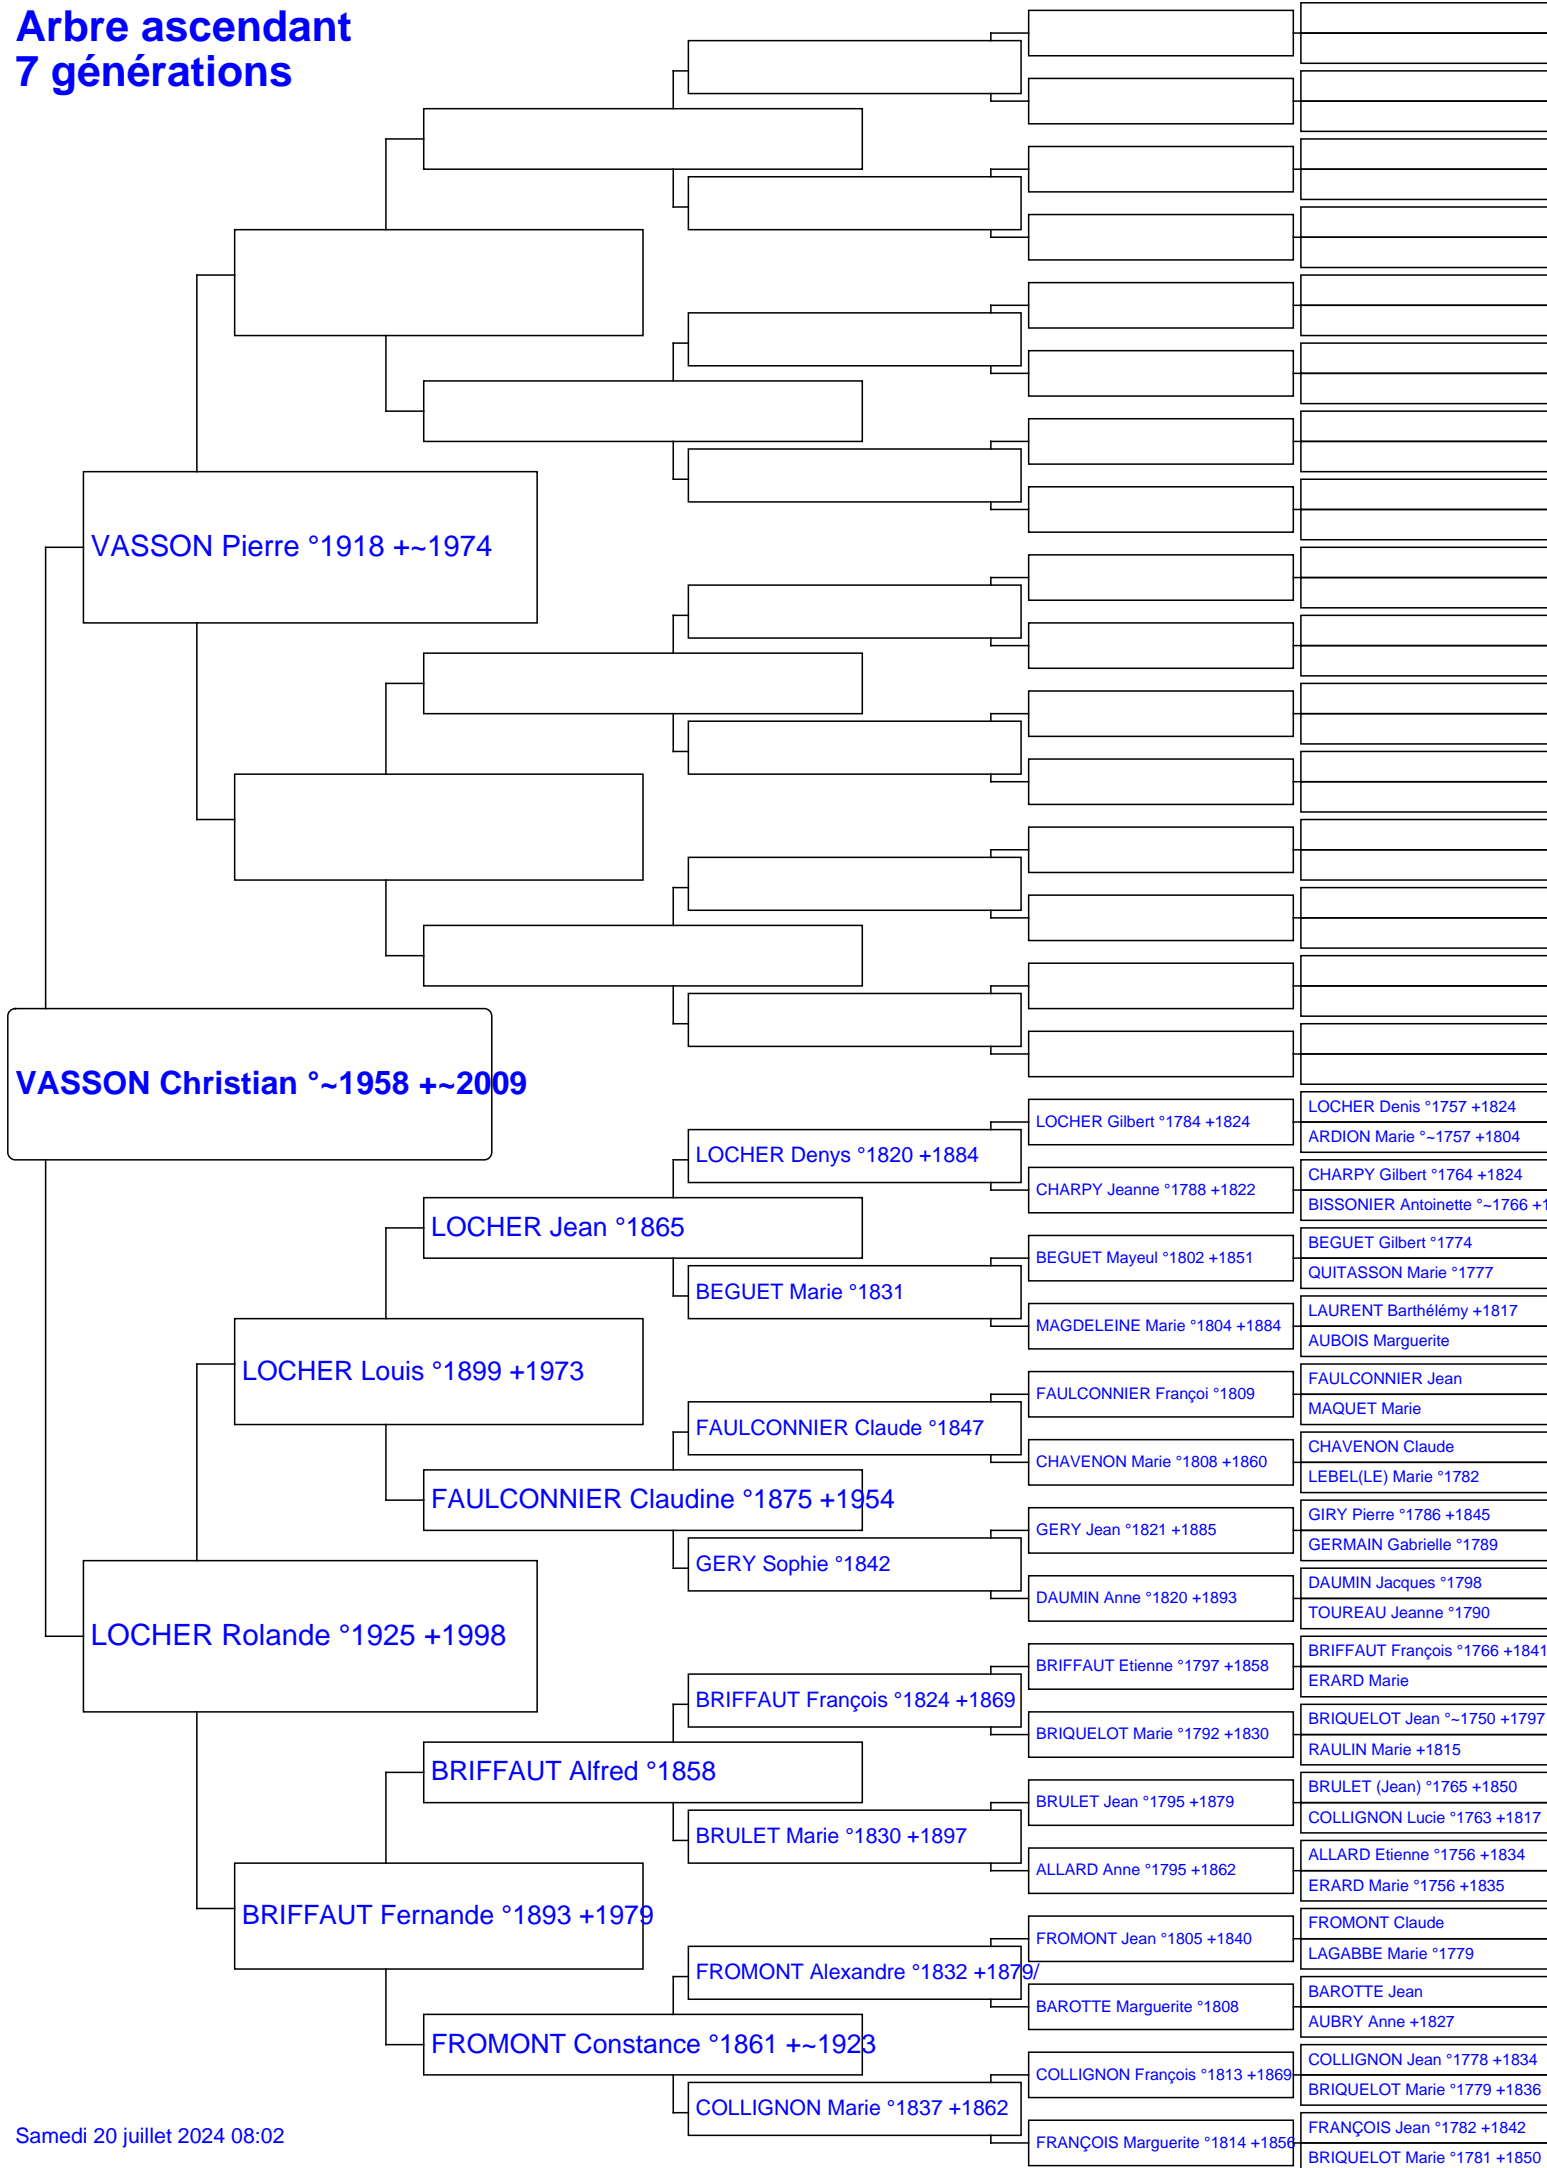 Arbre ascendant
7 générations
VASSON Pierre °1918 +~1974
VASSON Christian °~1958 +~2009
LOCHER Rolande °1925 +1998
LOCHER Louis °1899 +1973
BRIFFAUT Fernande °1893 +1979
LOCHER Jean °1865
FAULCONNIER Claudine °1875 +1954
BRIFFAUT Alfred °1858
FROMONT Constance °1861 +~1923
LOCHER Denys °1820 +1884
BEGUET Marie °1831
FAULCONNIER Claude °1847
GERY Sophie °1842
BRIFFAUT François °1824 +1869
BRULET Marie °1830 +1897
FROMONT Alexandre °1832 +1879/
COLLIGNON Marie °1837 +1862
LOCHER Gilbert °1784 +1824
CHARPY Jeanne °1788 +1822
BEGUET Mayeul °1802 +1851
MAGDELEINE Marie °1804 +1884
FAULCONNIER Françoi °1809
CHAVENON Marie °1808 +1860
GERY Jean °1821 +1885
DAUMIN Anne °1820 +1893
BRIFFAUT Etienne °1797 +1858
BRIQUELOT Marie °1792 +1830
BRULET Jean °1795 +1879
ALLARD Anne °1795 +1862
FROMONT Jean °1805 +1840
BAROTTE Marguerite °1808
COLLIGNON François °1813 +1869
FRANÇOIS Marguerite °1814 +1856
LOCHER Denis °1757 +1824
ARDION Marie °~1757 +1804
CHARPY Gilbert °1764 +1824
BISSONIER Antoinette °~1766
BEGUET Gilbert °1774
QUITASSON Marie °1777
LAURENT Barthélémy +1817
AUBOIS Marguerite
FAULCONNIER Jean
MAQUET Marie
CHAVENON Claude
LEBEL(LE) Marie °1782
GIRY Pierre °1786 +1845
GERMAIN Gabrielle °1789
DAUMIN Jacques °1798
TOUREAU Jeanne °1790
BRIFFAUT François °1766 +1841
ERARD Marie
BRIQUELOT Jean °~1750 +1797
RAULIN Marie +1815
BRULET (Jean) °1765 +1850
COLLIGNON Lucie °1763 +1817
ALLARD Etienne °1756 +1834
ERARD Marie °1756 +1835
FROMONT Claude
LAGABBE Marie °1779
BAROTTE Jean
AUBRY Anne +1827
COLLIGNON Jean °1778 +1834
BRIQUELOT Marie °1779 +1836
FRANÇOIS Jean °1782 +1842
BRIQUELOT Marie °1781 +1850
Samedi 20 juillet 2024 08:02